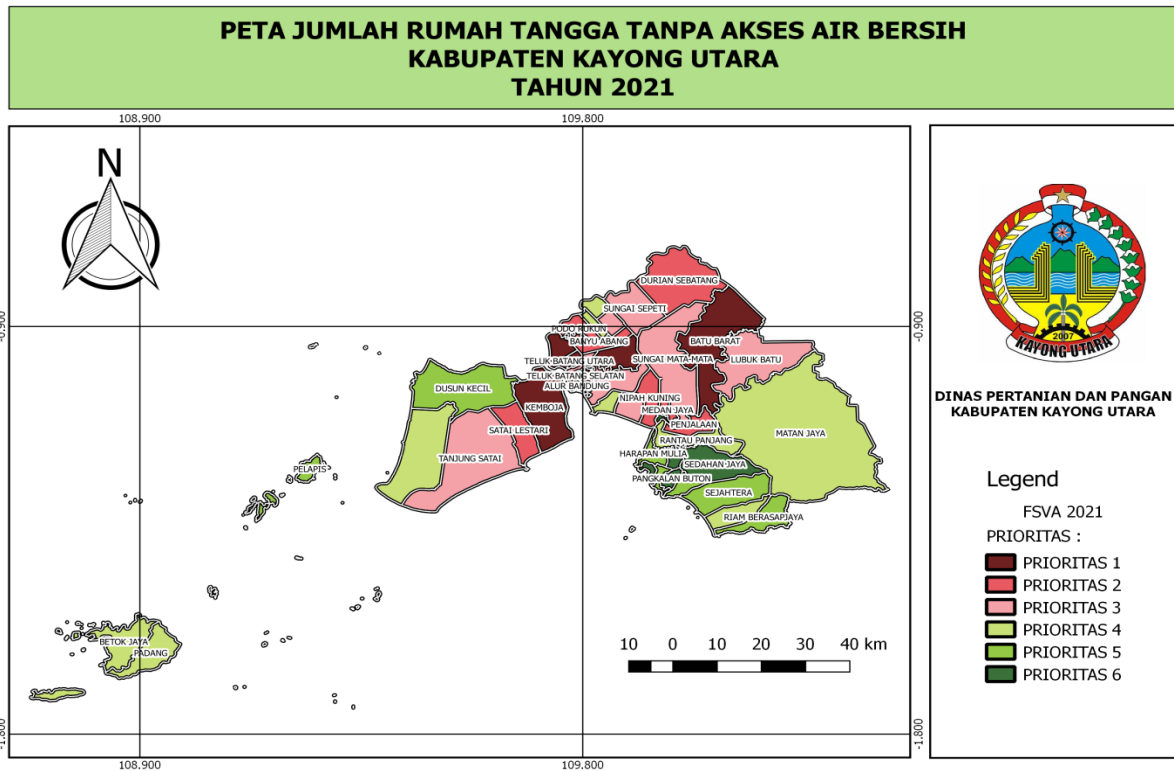 PETA JUMLAH RUMAH TANGGA TANPA AKSES AIR BERSIH
KABUPATEN KAYONG UTARA
TAHUN 2021
108.900
109.800
N
-0.900
-0.900
DURIAN SEBATANG
SUNGAI SEPETI
PODO RUKUN
BANYU ABANG
BATU BARAT
TELUK BATANG UTARA
SUNGAI MATA-MATA
LUBUK BATU
TELUK BATANG SELATAN
ALUR BANDUNG
DUSUN KECIL
NIPAH KUNING
KEMBOJA
MEDAN JAYA
PENJALAAN
SATAI LESTARI
MATAN JAYA
RANTAU PANJANG
TANJUNG SATAI
HARAPAN MULIA
SEDAHAN JAYA
PELAPIS
PANGKALAN BUTON
SEJAHTERA
RIAM BERASAPJAYA
BETOK JAYA
PADANG
10 0 10 20 30 40 km
-1.800
-1.800
108.900
109.800
2007
KAYONG-UTARA
DINAS PERTANIAN DAN PANGAN
KABUPATEN KAYONG UTARA
Legend
FSVA 2021
PRIORITAS :
PRIORITAS 1
PRIORITAS 2
PRIORITAS 3
PRIORITAS 4
PRIORITAS 5
PRIORITAS 6